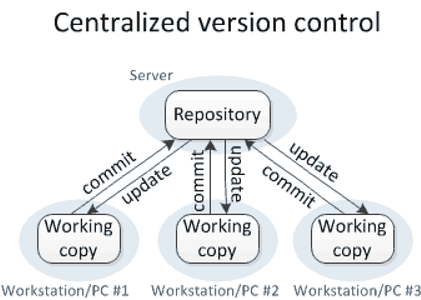 Centralized version control
Server
Repository
commit
update
commit
update
update
commit
Working
copy
Working
copy
Working
copy
Workstation/PC #1
Workstation/PC #2
Workstation/PC #3